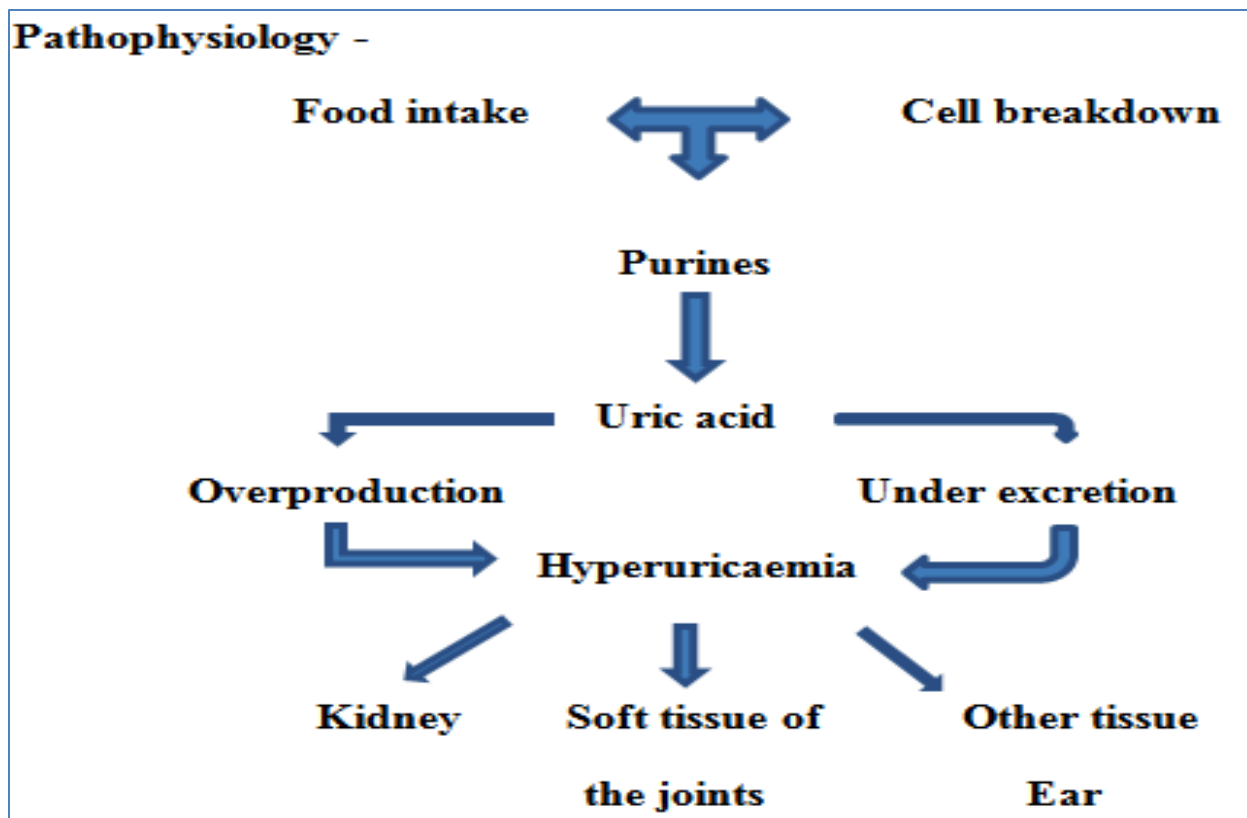 Pathophysiology -
Food intake Cell breakdown
Purines
Uric acid
Overproduction Under excretion
Hyperuricaemia
Kidney Soft tissue of Other tissue
the joints Ear